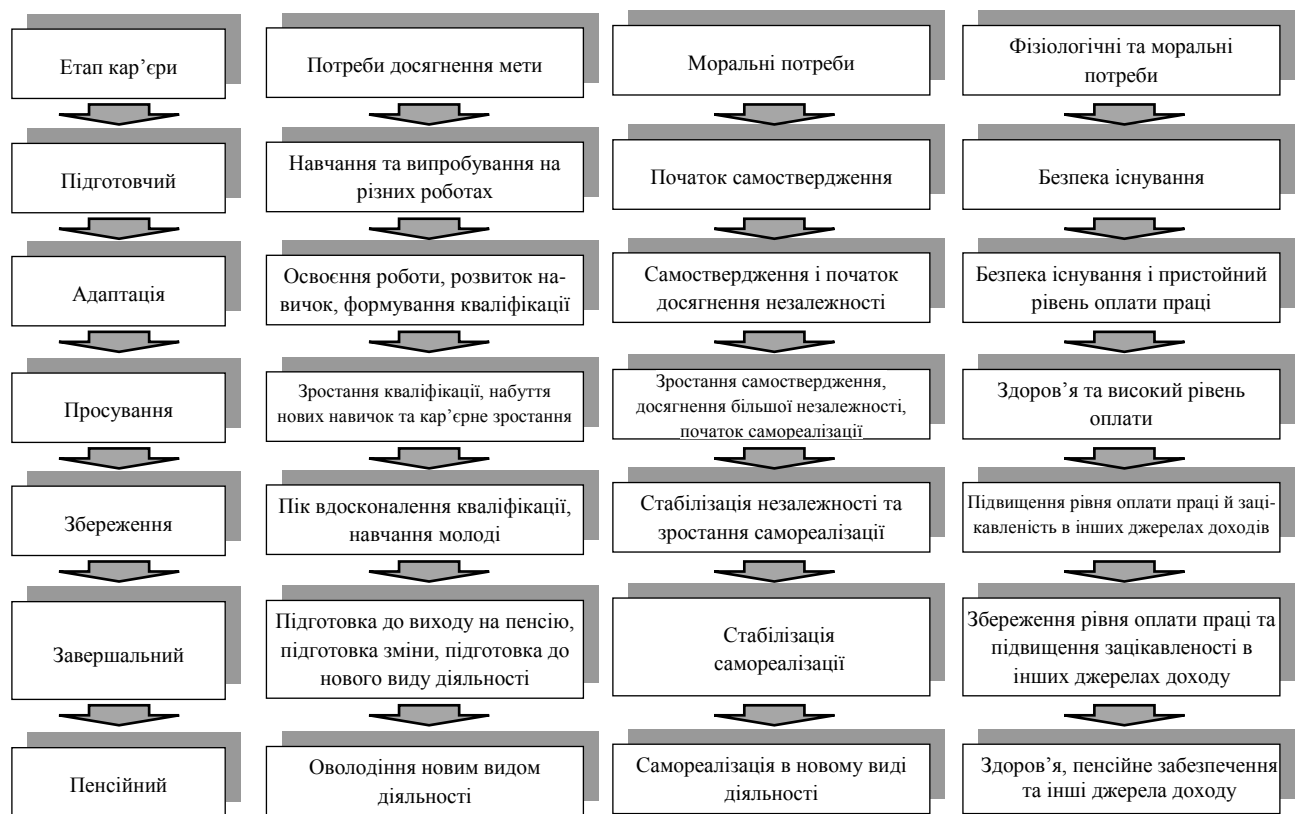 Етап кар’єри
Потреби досягнення мети
Моральні потреби
Фізіологічні та моральні
потреби
Підготовчий
Навчання та випробування на
різних роботах
Початок самоствердження
Безпека існування
Адаптація
Освоєння роботи, розвиток на-
вичок, формування кваліфікації
Самоствердження і початок
досягнення незалежності
Безпека існування і пристойний
рівень оплати праці
Просування
Зростання кваліфікації, набуття
нових навичок та кар’єрне зростання
Зростання самоствердження,
досягнення більшої незалежності,
початок самореалізації
Здоров’я та високий рівень
оплати
Збереження
Пік вдосконалення кваліфікації,
навчання молоді
Стабілізація незалежності та
зростання самореалізації
Підвищення рівня оплати праці й заці-
кавленість в інших джерелах доходів
Завершальний
Підготовка до виходу на пенсію,
підготовка зміни, підготовка до
нового виду діяльності
Стабілізація
самореалізації
Збереження рівня оплати праці та
підвищення зацікавленості в
інших джерелах доходу
Пенсійний
Оволодіння новим видом
діяльності
Самореалізація в новому виді
діяльності
Здоров’я, пенсійне забезпечення
та інші джерела доходу